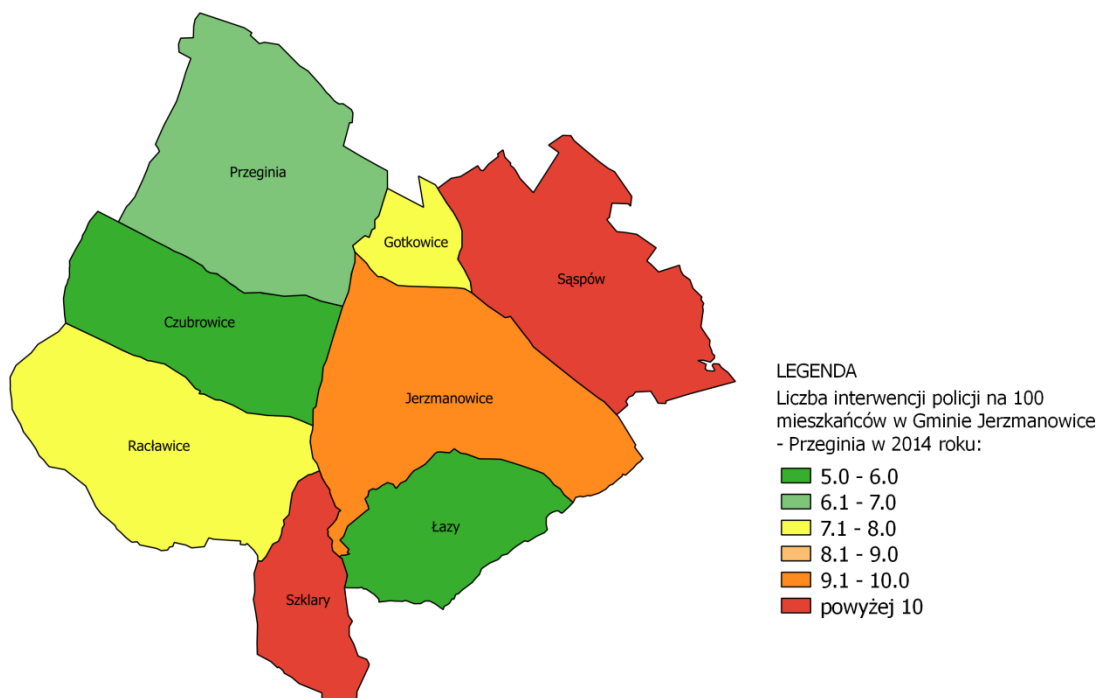 Przeginia
Gotkowice
Sąspów
Czubrowice
Jerzmanowice
Racławice
Łazy
Szklary
LEGENDA
Liczba interwencji policji na 100
mieszkańców w Gminie Jerzmanowice
- Przeginia w 2014 roku:
5.0 - 6.0
6.1 - 7.0
7.1 - 8.0
8.1 - 9.0
9.1 - 10.0
powyżej 10